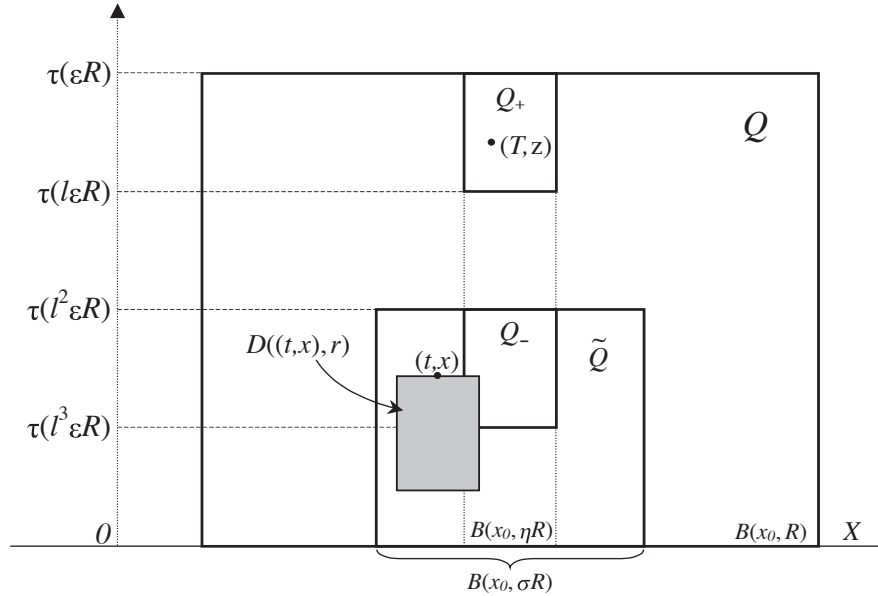 τ(εR)
Q₊
Q
(T,z)
τ(lεR)
τ(l²εR)
D((t,x),r)
Q₋
(t,x)
Q̃
τ(l³εR)
0
B(x₀,ηR)
B(x₀,R)
X
B(x₀,σR)